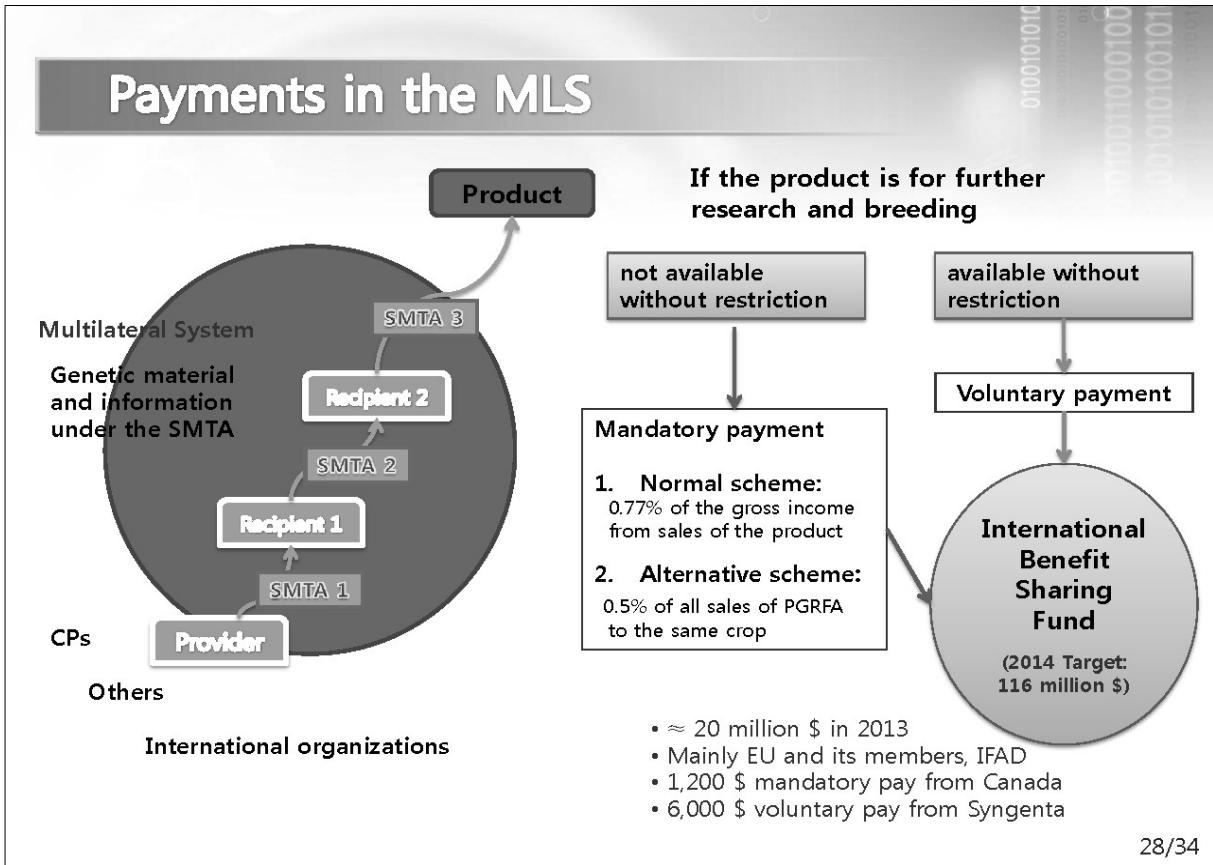 Payments in the MLS
Product
If the product is for further
research and breeding
not available
without restriction
available without
restriction
Multilateral System
Genetic material
and information
under the SMTA
SMTA 3
Recipient 2
SMTA 2
Recipient 1
SMTA 1
Provider
CPs
Others
International organizations
Voluntary payment
Mandatory payment
1. Normal scheme:
0.77% of the gross income
from sales of the product
2. Alternative scheme:
0.5% of all sales of PGRFA
to the same crop
International
Benefit
Sharing
Fund
(2014 Target:
116 million $)
• ≈ 20 million $ in 2013
• Mainly EU and its members, IFAD
• 1,200 $ mandatory pay from Canada
• 6,000 $ voluntary pay from Syngenta
28/34